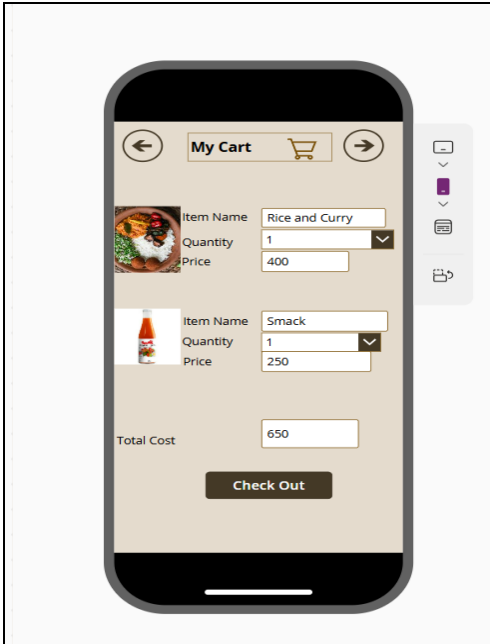 My Cart
Item Name Rice and Curry
Quantity 1
Price 400
Item Name Smack
Quantity 1
Price 250
Total Cost 650
Check Out